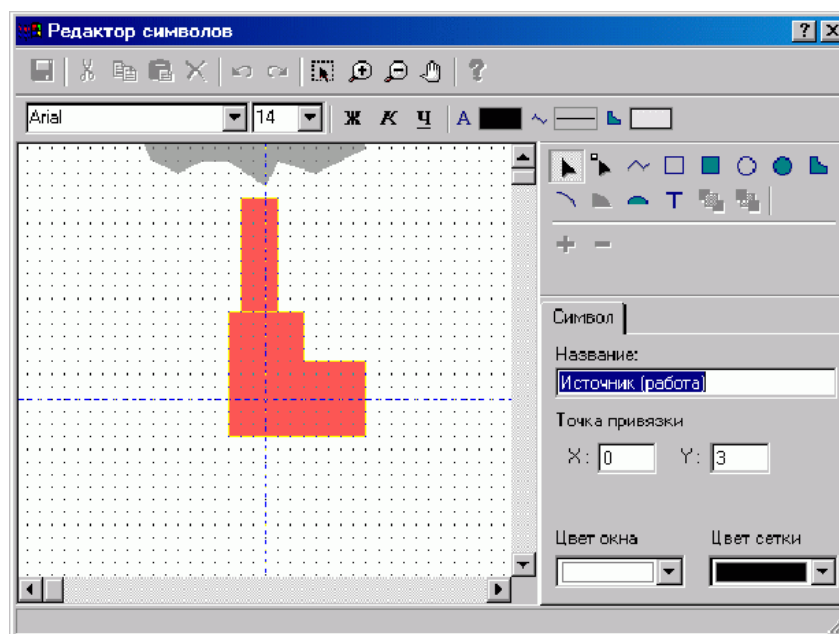 Редактор символов
Arial 14 Ж К Ч А
T
Символ
Название:
Источник (работа)
Точка привязки
X: 0 Y: 3
Цвет окна Цвет сетки